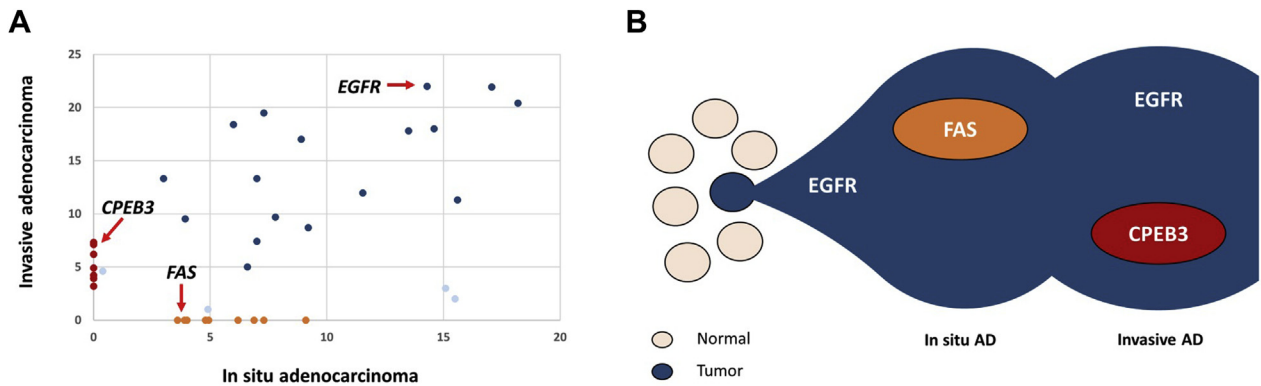 A
Invasive adenocarcinoma
25
20
15
10
5
0
EGFR
CPEB3
FAS
0
5
10
15
20
In situ adenocarcinoma
B
EGFR
FAS
EGFR
CPEB3
Normal
Tumor
In situ AD
Invasive AD